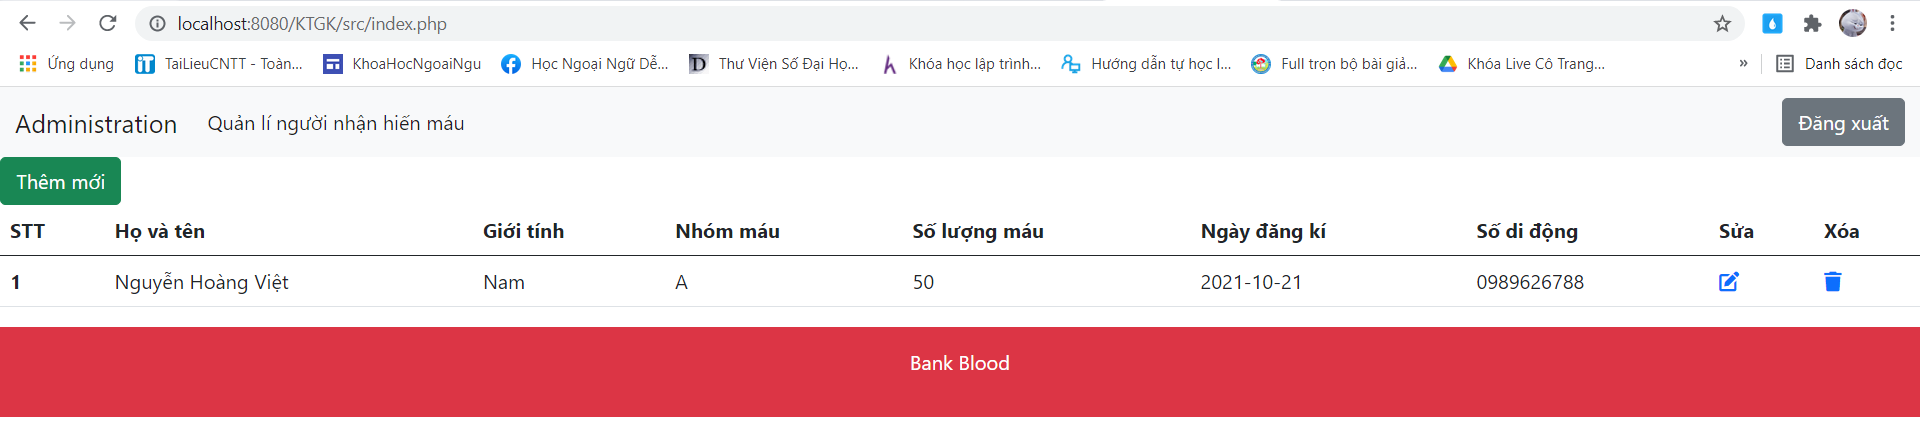 localhost:8080/KTGK/src/index.php
Ứng dụng TaiLieuCNTT - Toàn... KhoaHocNgoaiNgu Học Ngoại Ngữ Dễ... Thư Viện Số Đại Họ... Khóa học lập trình... Hướng dẫn tự học l... Full trọn bộ bài giả... Khóa Live Cô Trang... » Danh sách đọc
Administration Quản lí người nhận hiến máu Đăng xuất
Thêm mới
STT Họ và tên Giới tính Nhóm máu Số lượng máu Ngày đăng kí Số di động Sửa Xóa
1 Nguyễn Hoàng Việt Nam A 50 2021-10-21 0989626788
Bank Blood